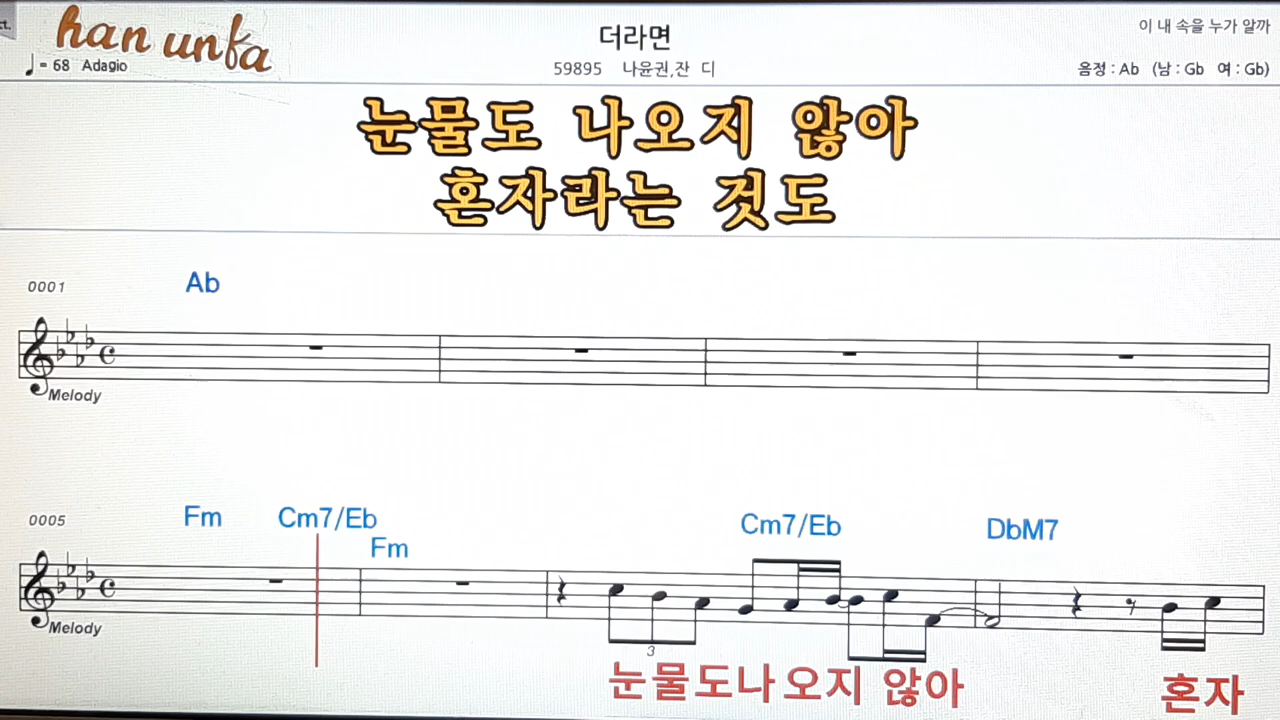 ct.
han unfa
더라면
이 내 속을 누가 알까
♩= 68 Adagio
59895 나윤권,잔 디
음정 : Ab (남 : Gb 여 : Gb)
눈물도 나오지 않아
혼자라는 것도
0001 Ab
Melody
0005 Fm Cm7/Eb Fm Cm7/Eb DbM7
3
Melody
눈물도나오지 않아 혼자